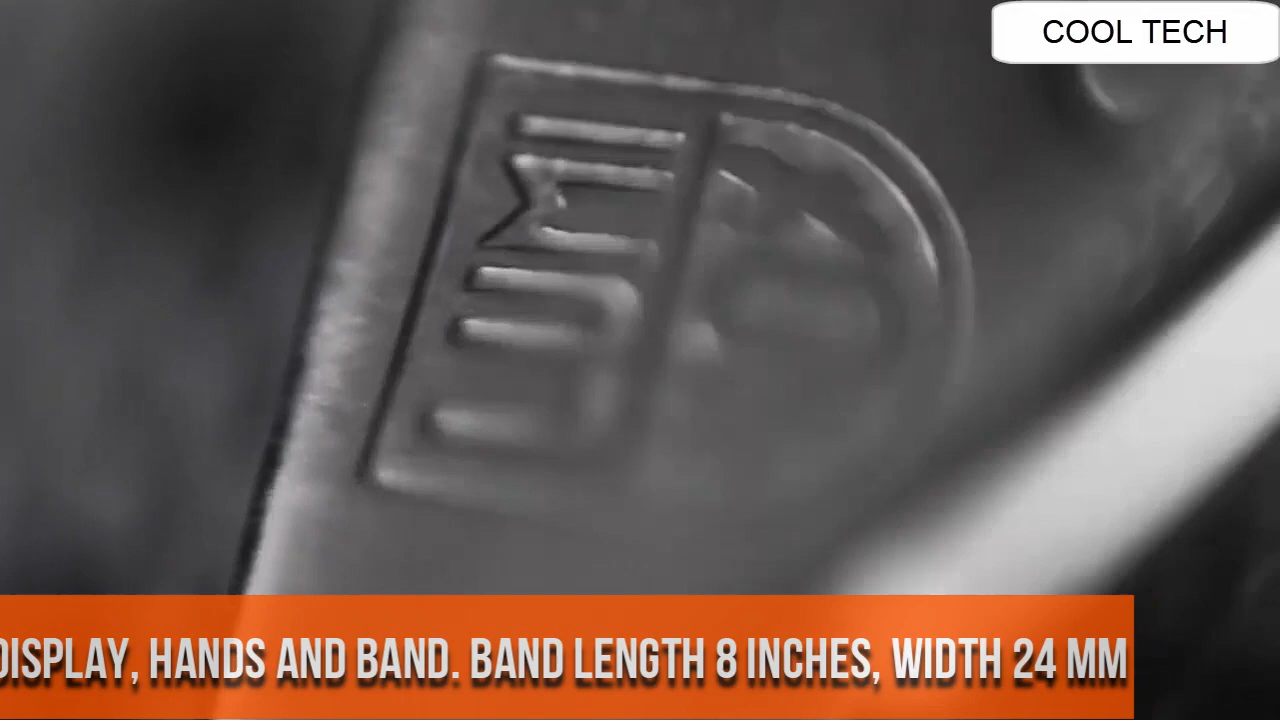 COOL TECH
DISPLAY, HANDS AND BAND. BAND LENGTH 8 INCHES, WIDTH 24 MM